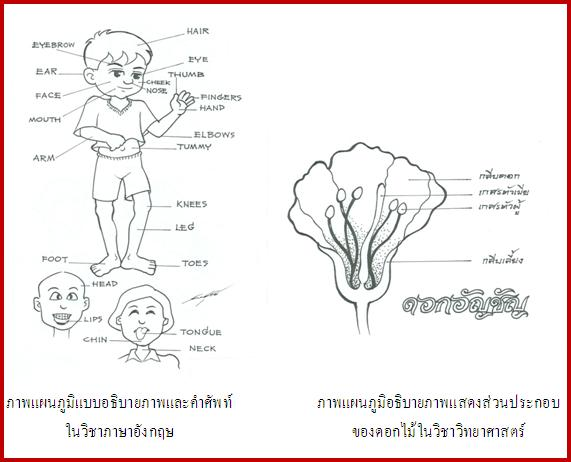 HAIR
EYEBROW
EYE
EAR
THUMB
CHEEK
FACE
NOSE
FINGERS
HAND
MOUTH
ELBOWS
TUMMY
ARM
KNEES
LEG
FOOT
TOES
HEAD
LIPS
TONGUE
CHIN
NECK
กลีบดอก
เกสรตัวเมีย
เกสรตัวผู้
กลีบเลี้ยง
ดอกอัญชัญ
ภาพแผนภูมิแบบอธิบายภาพและคำศัพท์
ในวิชาภาษาอังกฤษ
ภาพแผนภูมิอธิบายภาพแสดงส่วนประกอบ
ของดอกไม้ในวิชาวิทยาศาสตร์